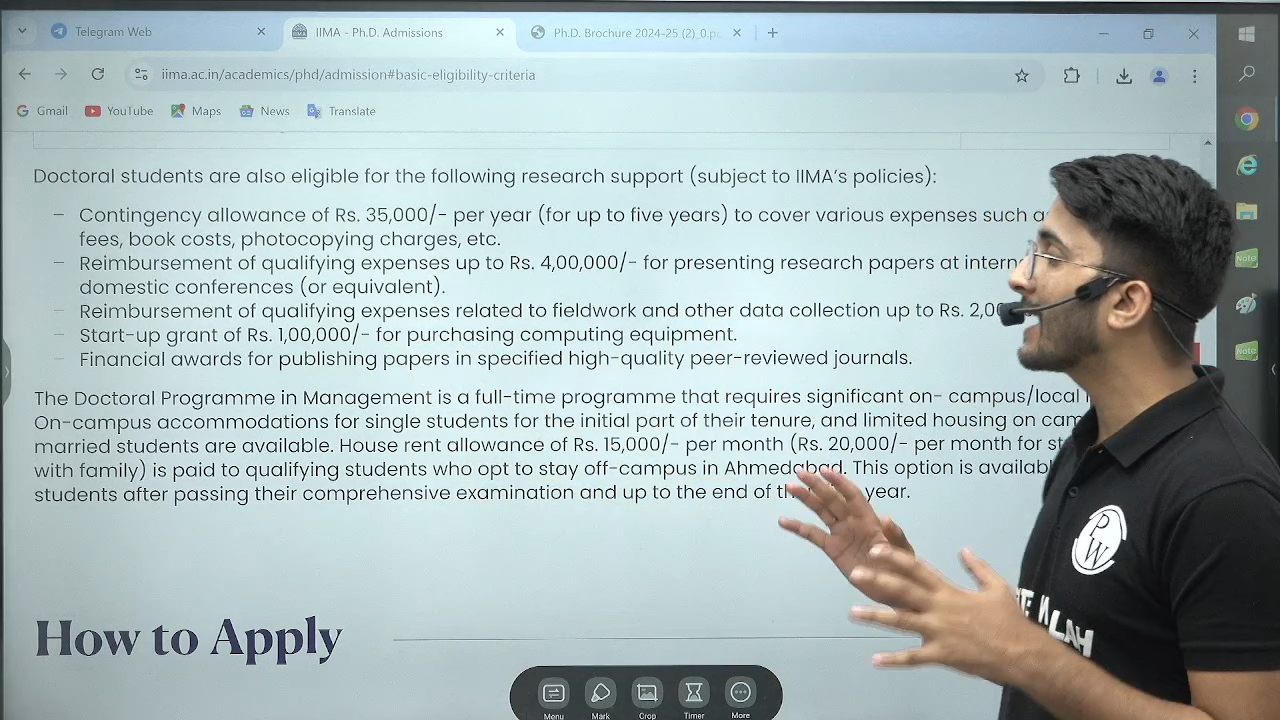 Telegram Web
IIMA - Ph.D. Admissions
Ph.D. Brochure 2024-25 (2)_0.p
iima.ac.in/academics/phd/admission#basic-eligibility-criteria
Gmail
YouTube
Maps
News
Translate
Doctoral students are also eligible for the following research support (subject to IIMA's policies):
– Contingency allowance of Rs. 35,000/- per year (for up to five years) to cover various expenses such
fees, book costs, photocopying charges, etc.
– Reimbursement of qualifying expenses up to Rs. 4,00,000/- for presenting research papers at
domestic conferences (or equivalent).
– Reimbursement of qualifying expenses related to fieldwork and other data collection up to Rs.
– Start-up grant of Rs. 1,00,000/- for purchasing computing equipment.
– Financial awards for publishing papers in specified high-quality peer-reviewed journals.
The Doctoral Programme in Management is a full-time programme that requires significant on- campus/local
On-campus accommodations for single students for the initial part of their tenure, and limited housing on
married students are available. House rent allowance of Rs. 15,000/- per month (Rs. 20,000/- per month for
with family) is paid to qualifying students who opt to stay off-campus in Ahmedabad. This option is
students after passing their comprehensive examination and up to the end of year.
How to Apply
Menu
Mark
Crop
Timer
More
Note
Note
PW